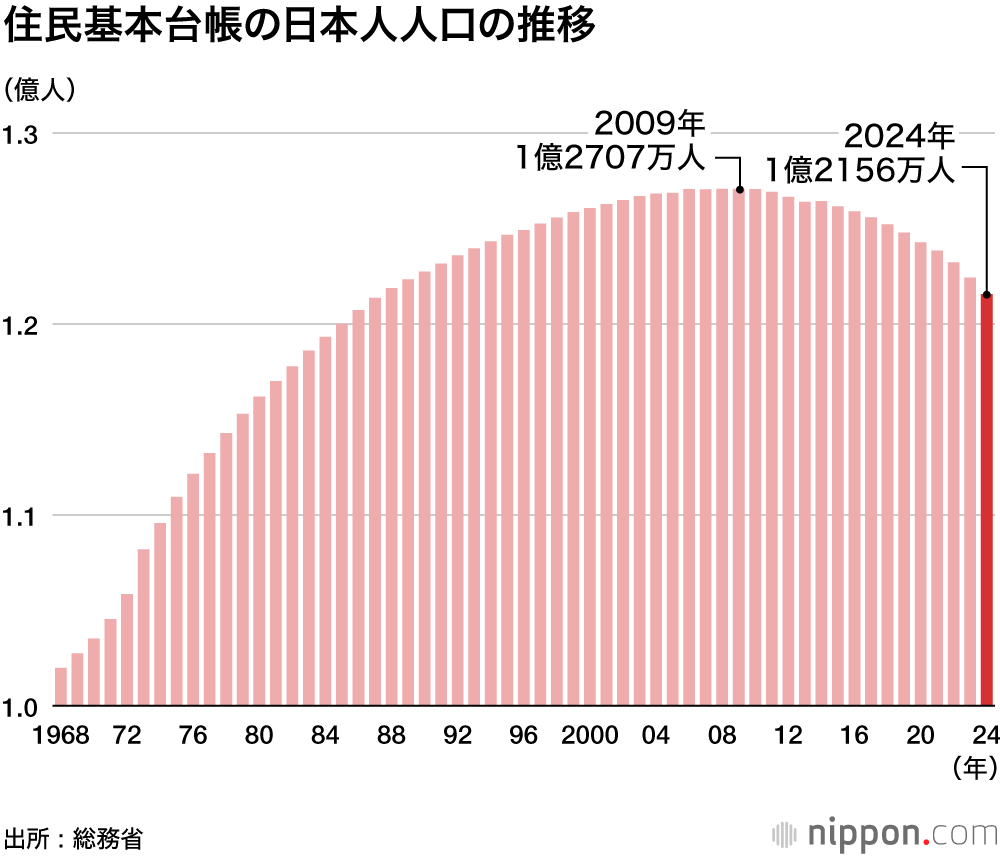 住民基本台帳の日本人人口の推移
（億人）
1.3
2009年
1億2707万人
2024年
1億2156万人
1.2
1.1
1.0
1968 72 76 80 84 88 92 96 2000 04 08 12 16 20 24
（年）
出所：総務省
nippon.com